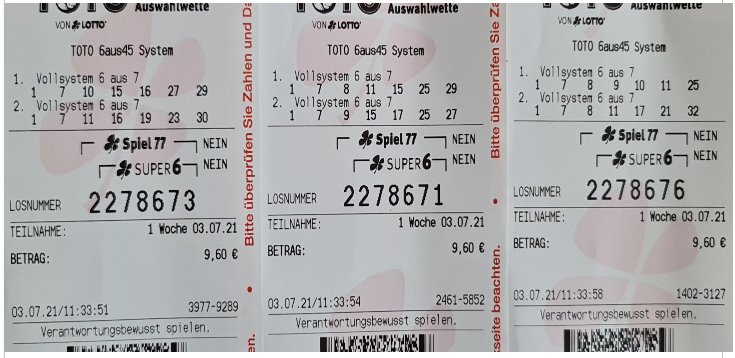 Auswahlwette
VON LOTTO
TOTO 6aus45 System
1. Vollsystem 6 aus 7
1 7 10 15 16 27 29
2. Vollsystem 6 aus 7
1 7 11 16 19 23 30
Spiel 77 NEIN
SUPER 6 NEIN
LOSNUMMER 2278673
TEILNAHME: 1 Woche 03.07.21
BETRAG: 9,60 €
03.07.21/11:33:51 3977-9289
Verantwortungsbewusst spielen.
Bitte überprüfen Sie Zahlen und Da
en.
Auswahlwette
VON LOTTO
TOTO 6aus45 System
1. Vollsystem 6 aus 7
1 7 8 11 15 25 29
2. Vollsystem 6 aus 7
1 7 9 15 17 25 27
Spiel 77 NEIN
SUPER 6 NEIN
LOSNUMMER 2278671
TEILNAHME: 1 Woche 03.07.21
BETRAG: 9,60 €
03.07.21/11:33:54 2461-5852
Verantwortungsbewusst spielen.
Bitte überprüfen Sie Za
kseite beachten.
Auswahlwette
VON LOTTO
TOTO 6aus45 System
1. Vollsystem 6 aus 7
1 7 8 9 10 11 25
2. Vollsystem 6 aus 7
1 7 8 11 17 21 32
Spiel 77 NEIN
SUPER 6 NEIN
LOSNUMMER 2278676
TEILNAHME: 1 Woche 03.07.21
BETRAG: 9,60 €
03.07.21/11:33:58 1402-3127
Verantwortungsbewusst spielen.